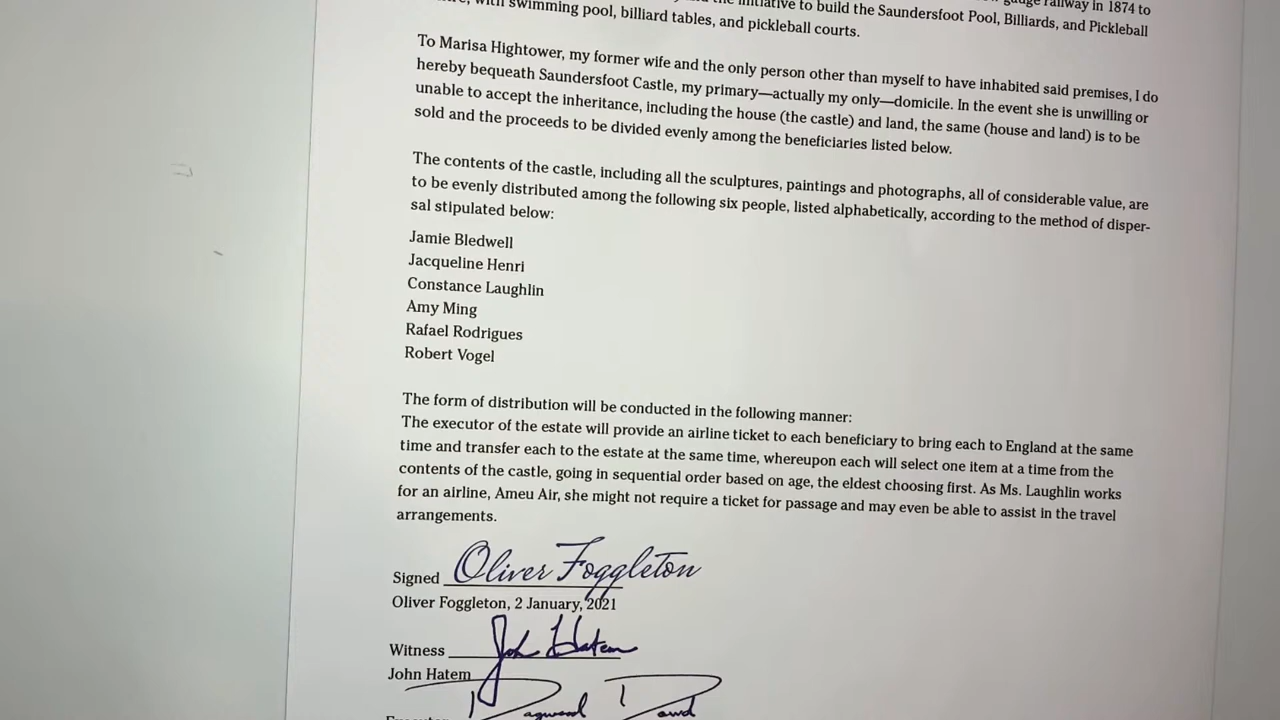 gauge railway in 1874 to
the initiative to build the Saundersfoot Pool, Billiards, and Pickleball
with swimming pool, billiard tables, and pickleball courts.
To Marisa Hightower, my former wife and the only person other than myself to have inhabited said premises, I do
hereby bequeath Saundersfoot Castle, my primary—actually my only—domicile. In the event she is unwilling or
unable to accept the inheritance, including the house (the castle) and land, the same (house and land) is to be
sold and the proceeds to be divided evenly among the beneficiaries listed below.
The contents of the castle, including all the sculptures, paintings and photographs, all of considerable value, are
to be evenly distributed among the following six people, listed alphabetically, according to the method of disper-
sal stipulated below:
Jamie Bledwell
Jacqueline Henri
Constance Laughlin
Amy Ming
Rafael Rodrigues
Robert Vogel
The form of distribution will be conducted in the following manner:
The executor of the estate will provide an airline ticket to each beneficiary to bring each to England at the same
time and transfer each to the estate at the same time, whereupon each will select one item at a time from the
contents of the castle, going in sequential order based on age, the eldest choosing first. As Ms. Laughlin works
for an airline, Ameu Air, she might not require a ticket for passage and may even be able to assist in the travel
arrangements.
Signed Oliver Foggleton
Oliver Foggleton, 2 January, 2021
Witness John Hatem
John Hatem
Executor Dagwood Dowd